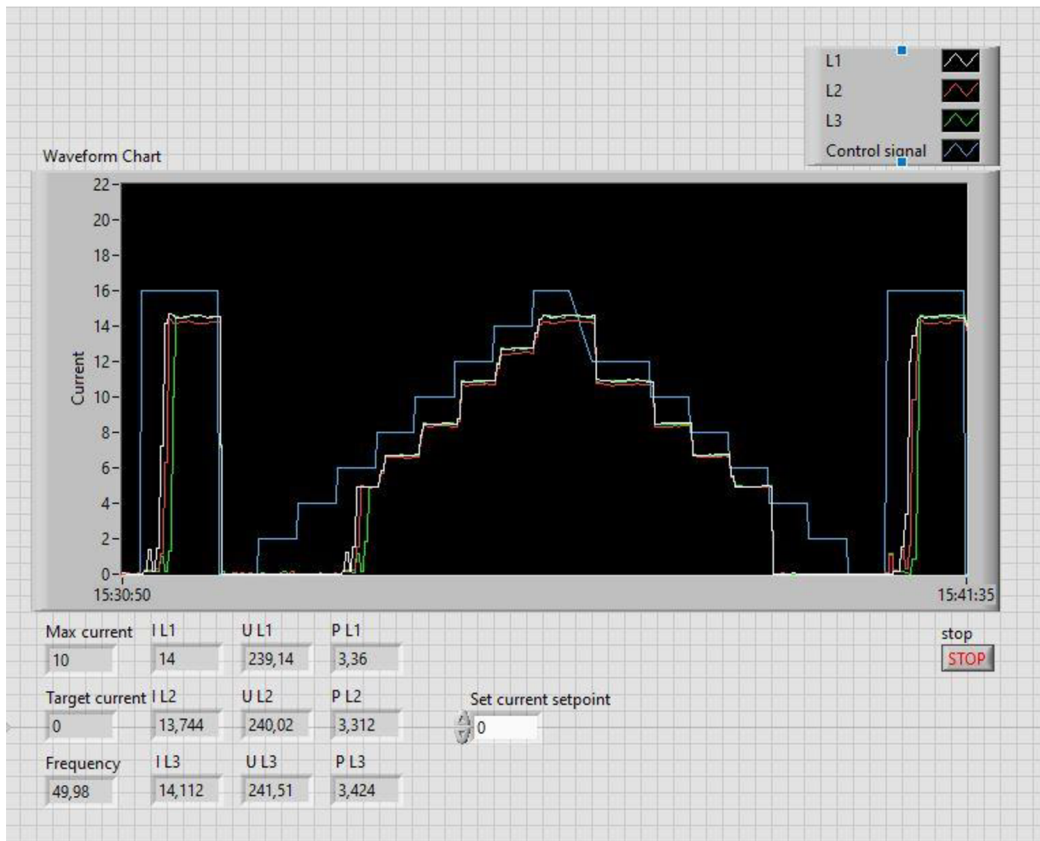 L1
L2
L3
Control signal
Waveform Chart
22
20
18
16
14
12
10
8
6
4
2
0
Current
15:30:50
15:41:35
Max current I L1 U L1 P L1
10 14 239,14 3,36
stop
STOP
Target current I L2 U L2 P L2 Set current setpoint
0 13,744 240,02 3,312 0
Frequency I L3 U L3 P L3
49,98 14,112 241,51 3,424